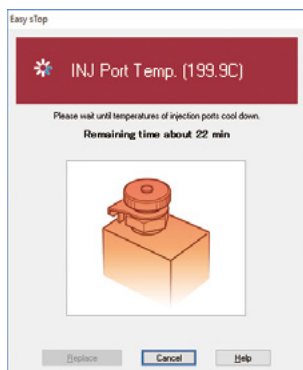 Easy sTop
INJ Port Temp. (199.9C)
Please wait until temperatures of injection ports cool down.
Remaining time about 22 min
Replace
Cancel
Help